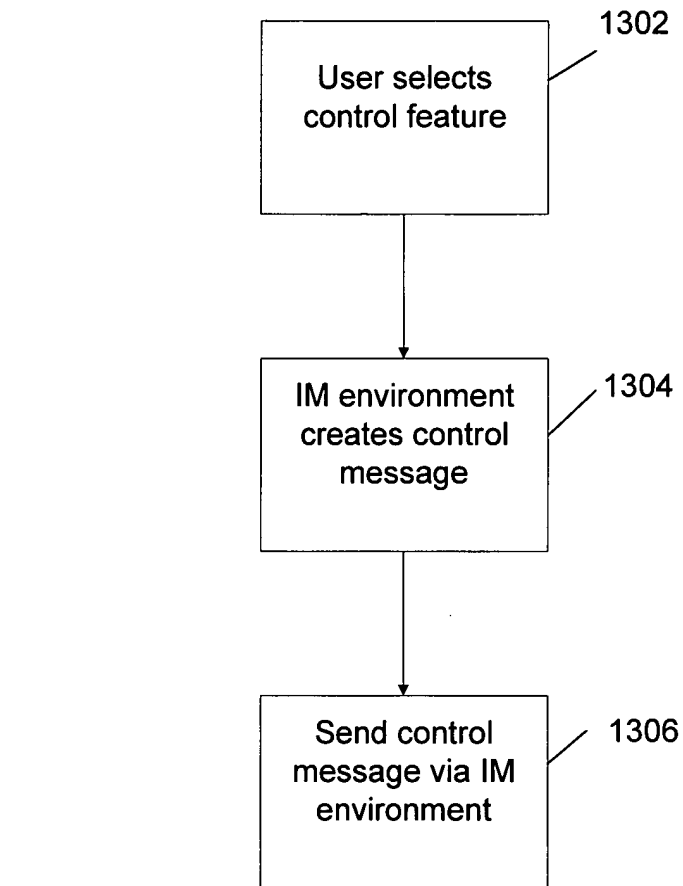 1302
User selects
control feature
1304
IM environment
creates control
message
1306
Send control
message via IM
environment